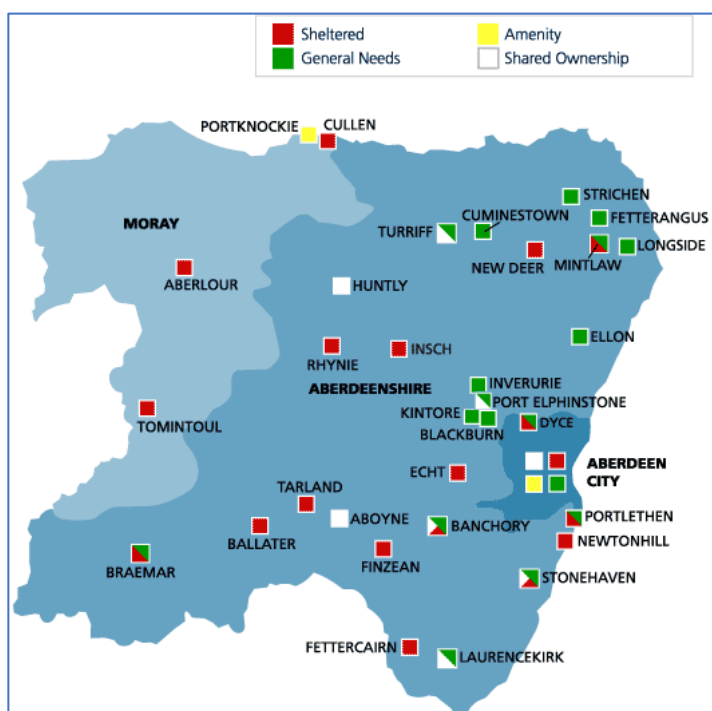 Sheltered
Amenity
General Needs
Shared Ownership
PORTKNOCKIE
CULLEN
STRICHEN
MORAY
CUMINESTOWN
FETTERANGUS
TURRIFF
LONGSIDE
NEW DEER
MINTLAW
ABERLOUR
HUNTLY
ELLON
RHYNIE
INSCH
ABERDEENSHIRE
INVERURIE
PORT ELPHINSTONE
KINTORE
DYCE
BLACKBURN
TOMINTOUL
ECHT
ABERDEEN
CITY
TARLAND
ABOYNE
BANCHORY
PORTLETHEN
BALLATER
NEWTONHILL
FINZEAN
BRAEMAR
STONEHAVEN
FETTERCAIRN
LAURENCEKIRK